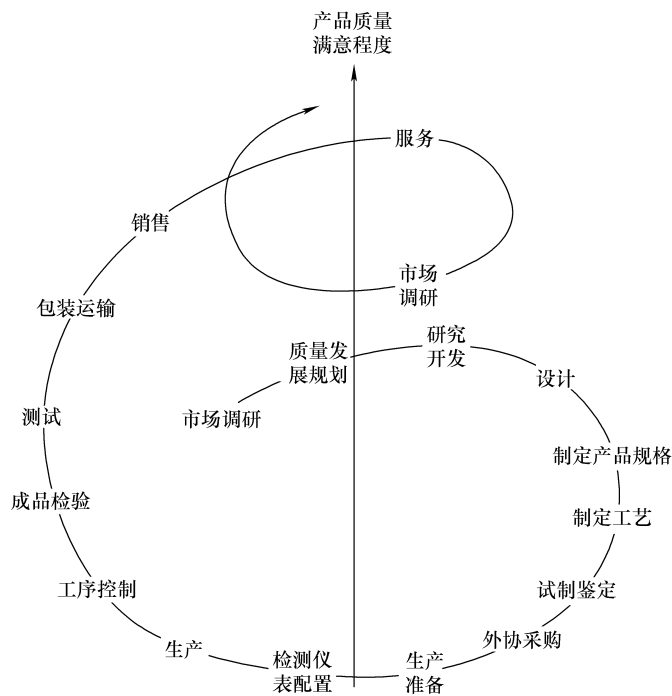 产品质量
满意程度
服务
销售
市场
调研
包装运输
研究
开发
质量发
展规划
设计
市场调研
测试
制定产品规格
成品检验
制定工艺
工序控制
试制鉴定
外协采购
生产
检测仪
表配置
生产
准备